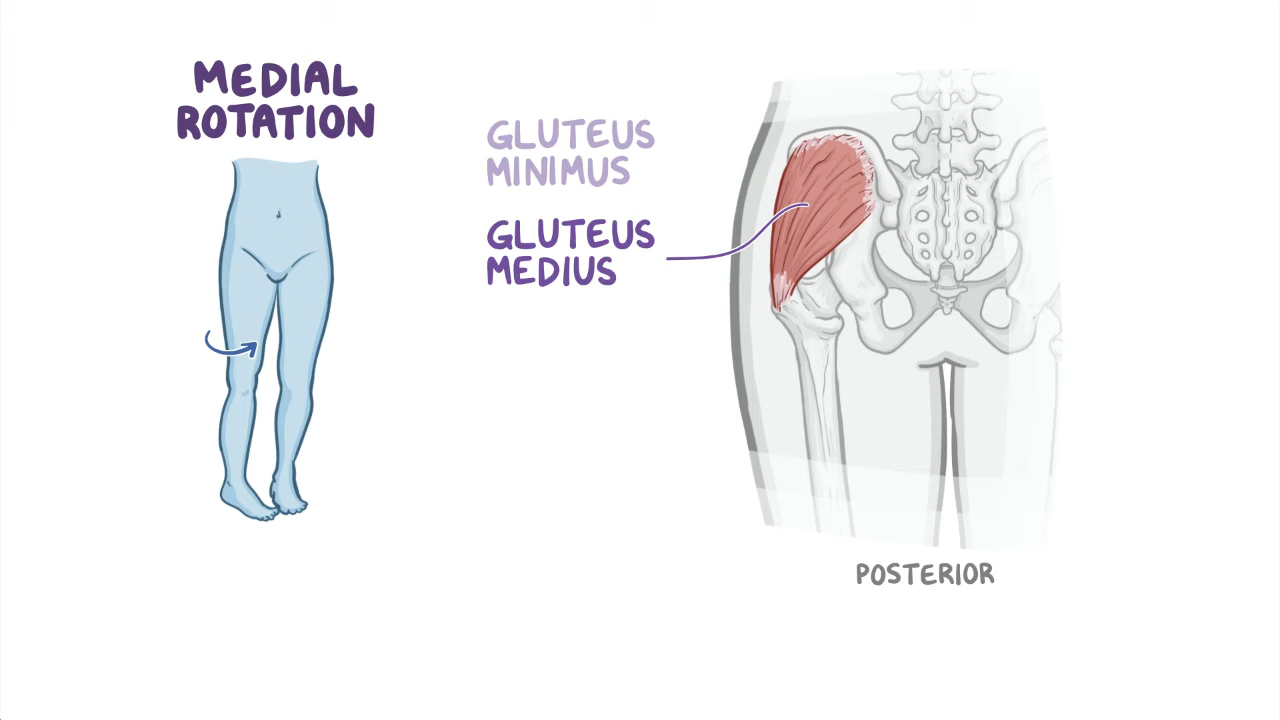 MEDIAL
ROTATION
GLUTEUS
MINIMUS
GLUTEUS
MEDIUS
POSTERIOR